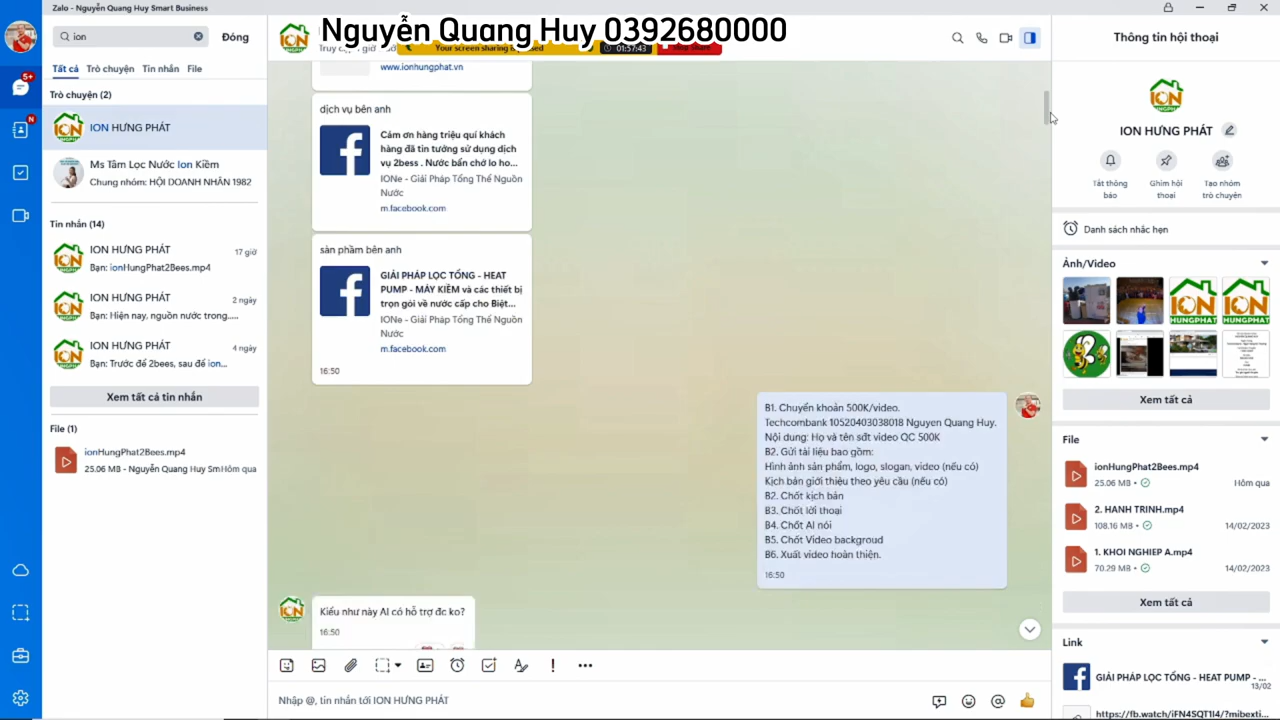 Zalo - Nguyễn Quang Huy Smart Business
Nguyễn Quang Huy 0392680000
01:57:43
ion
Đóng
Tất cả
Trò chuyện
Tin nhắn
File
5+
N
Trò chuyện (2)
ION HƯNG PHÁT
Ms Tâm Lọc Nước Ion Kiềm
Chung nhóm: HỘI DOANH NHÂN 1982
Tin nhắn (14)
ION HƯNG PHÁT
17 giờ
Bạn: ionHungPhat2Bees.mp4
ION HƯNG PHÁT
2 ngày
Bạn: Hiện nay, nguồn nước trong.....
ION HƯNG PHÁT
4 ngày
Bạn: Trước để 2bees, sau để ion...
Xem tất cả tin nhắn
File (1)
ionHungPhat2Bees.mp4
25.06 MB - Nguyễn Quang Huy Sm
Hôm qua
www.ionhungphat.vn
dịch vụ bên anh
Cảm ơn hàng triệu quí khách
hàng đã tin tưởng sử dụng dịch
vụ 2bess . Nước bẩn chớ lo ho...
IONe - Giải Pháp Tổng Thể Nguồn
Nước
m.facebook.com
sản phầm bên anh
GIẢI PHÁP LỌC TỔNG - HEAT
PUMP - MÁY KIỀM và các thiết bị
trọn gói về nước cấp cho Biệt...
IONe - Giải Pháp Tổng Thể Nguồn
Nước
m.facebook.com
16:50
B1. Chuyển khoản 500K/video.
Techcombank 10520403038018 Nguyen Quang Huy.
Nội dung: Họ và tên sđt video QC 500K
B2. Gửi tài liệu bao gồm:
Hình ảnh sản phẩm, logo, slogan, video (nếu có)
Kịch bản giới thiệu theo yêu cầu (nếu có)
B2. Chốt kịch bản
B3. Chốt lời thoại
B4. Chốt AI nói
B5. Chốt Video backgroud
B6. Xuất video hoàn thiện.
16:50
Kiểu như này AI có hỗ trợ đc ko?
16:50
Nhập @, tin nhắn tới ION HƯNG PHÁT
Thông tin hội thoại
ION HƯNG PHÁT
Tắt thông
báo
Ghim hội
thoại
Tạo nhóm
trò chuyện
Danh sách nhắc hẹn
Ảnh/Video
ION
HUNGPHAT
ION
HUNGPHAT
Xem tất cả
File
ionHungPhat2Bees.mp4
25.06 MB
Hôm qua
2. HANH TRINH.mp4
108.16 MB
14/02/2023
1. KHOI NGHIEP A.mp4
70.29 MB
14/02/2023
Xem tất cả
Link
GIẢI PHÁP LỌC TỔNG - HEAT PUMP - ...
13/02
https://fb.watch/iFN4SQT1I4/?mibexti...